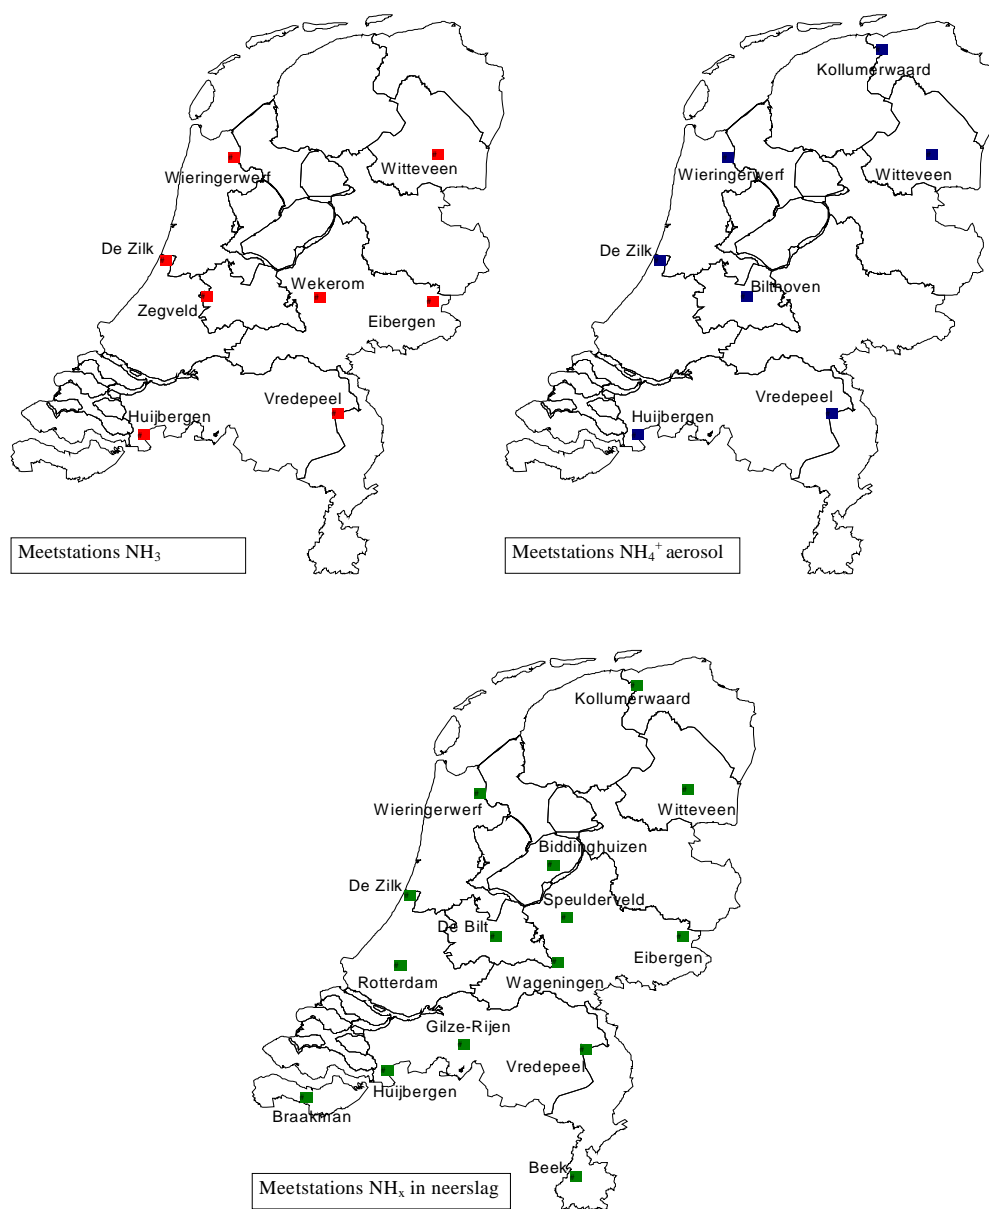 Wieringerwerf
Witteveen
De Zilk
Wekerom
Zegveld
Eibergen
Vredepeel
Huijbergen
Meetstations NH₃
Kollumerwaard
Wieringerwerf
Witteveen
De Zilk
Bilthoven
Vredepeel
Huijbergen
Meetstations NH₄⁺ aerosol
Kollumerwaard
Wieringerwerf
Witteveen
Biddinghuizen
De Zilk
Speulderveld
De Bilt
Eibergen
Rotterdam
Wageningen
Gilze-Rijen
Vredepeel
Huijbergen
Braakman
Beek
Meetstations NHₓ in neerslag